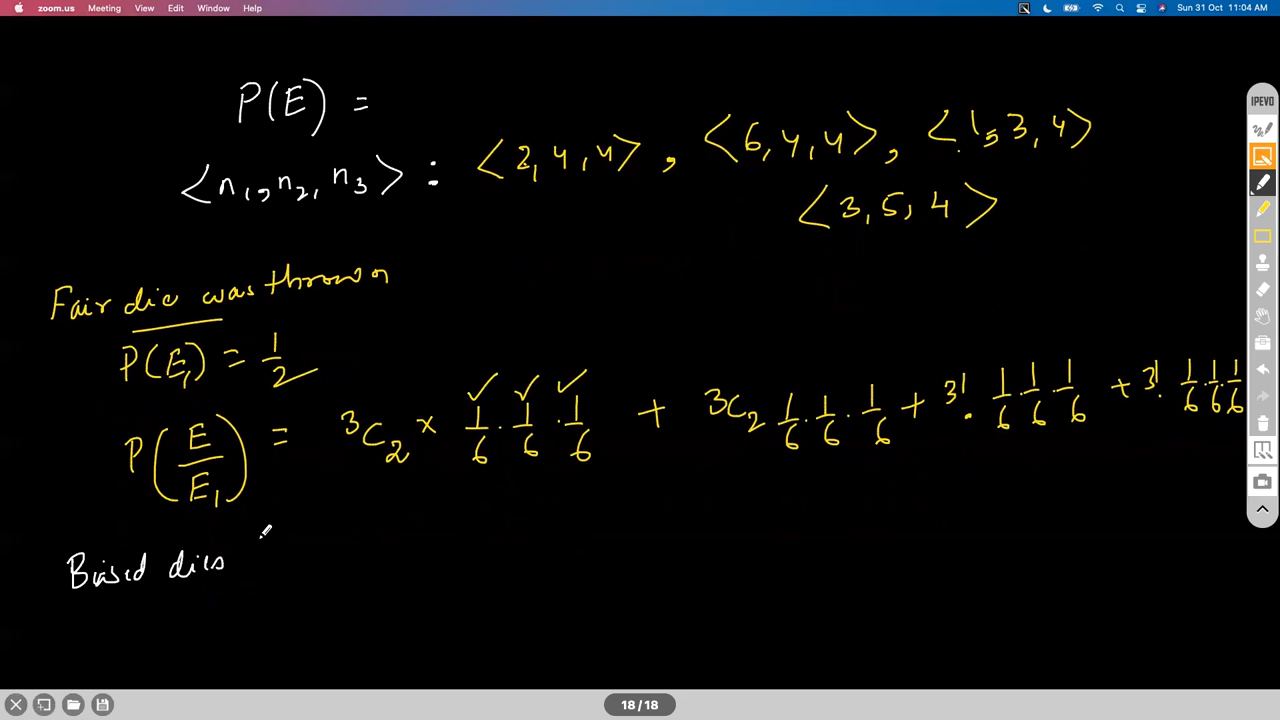 zoom.us Meeting View Edit Window Help Sun 31 Oct 11:04 AM
IPEVO
P(E) =
<n₁, n₂, n₃> : <2, 4, 4>, <6, 4, 4>, <1, 3, 4>
<3, 5, 4>
Fair die was thrown
P(E₁) = 1/2
P(E/E₁) = ³C₂ × 1/6 · 1/6 · 1/6 + ³C₂ 1/6 · 1/6 · 1/6 + 3! · 1/6 · 1/6 · 1/6 + 3! · 1/6 · 1/6 · 1/6
Biased dies
18 / 18